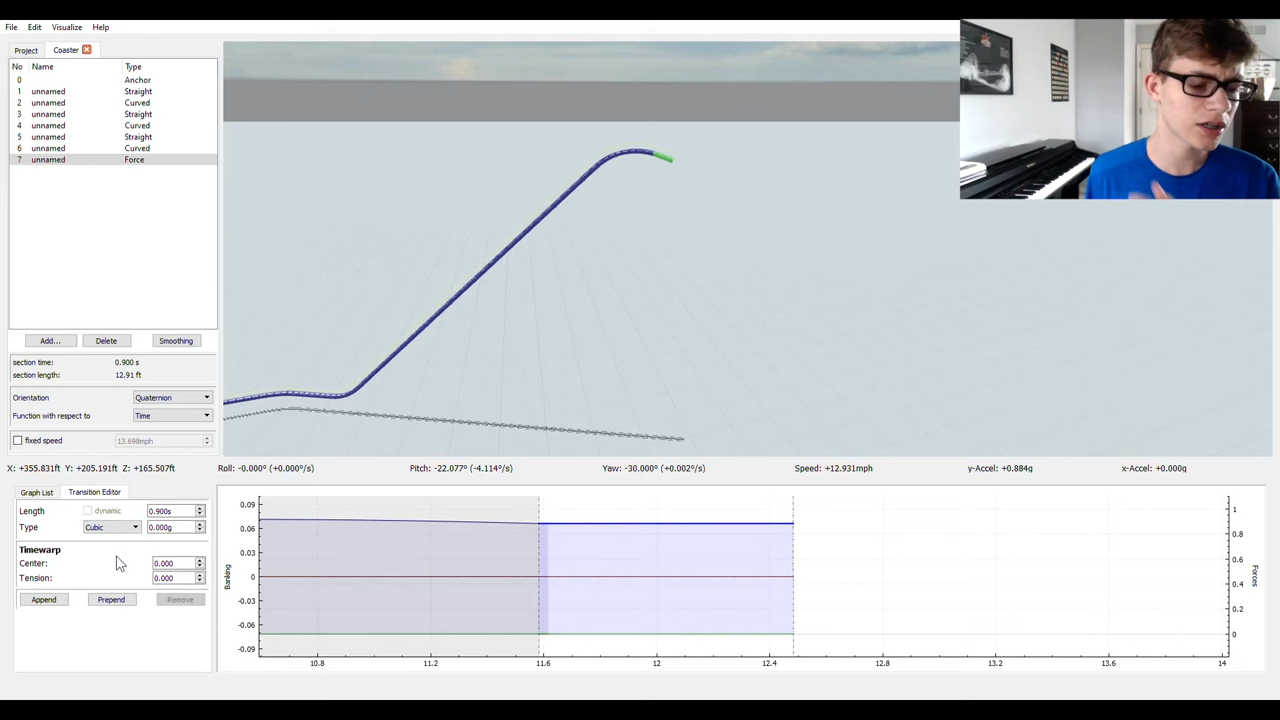 File Edit Visualize Help
Project Coaster
No Name Type
0 Anchor
1 unnamed Straight
2 unnamed Curved
3 unnamed Straight
4 unnamed Curved
5 unnamed Straight
6 unnamed Curved
7 unnamed Force
Add... Delete Smoothing
section time: 0.900 s
section length: 12.91 ft
Orientation Quaternion
Function with respect to Time
fixed speed 13.698mph
X: +355.831ft Y: +205.191ft Z: +165.507ft Roll: -0.000° (+0.000°/s) Pitch: -22.077° (-4.114°/s) Yaw: -30.000° (+0.002°/s) Speed: +12.931mph y-Accel: +0.884g x-Accel: +0.000g
Graph List Transition Editor
Length dynamic 0.900s
Type Cubic 0.000g
Timewarp
Center: 0.000
Tension: 0.000
Append Prepend Remove
Banking
0.09
0.06
0.03
0
-0.03
-0.06
-0.09
10.8 11.2 11.6 12 12.4 12.8 13.2 13.6 14
1
0.8
0.6
0.4
0.2
0
Forces